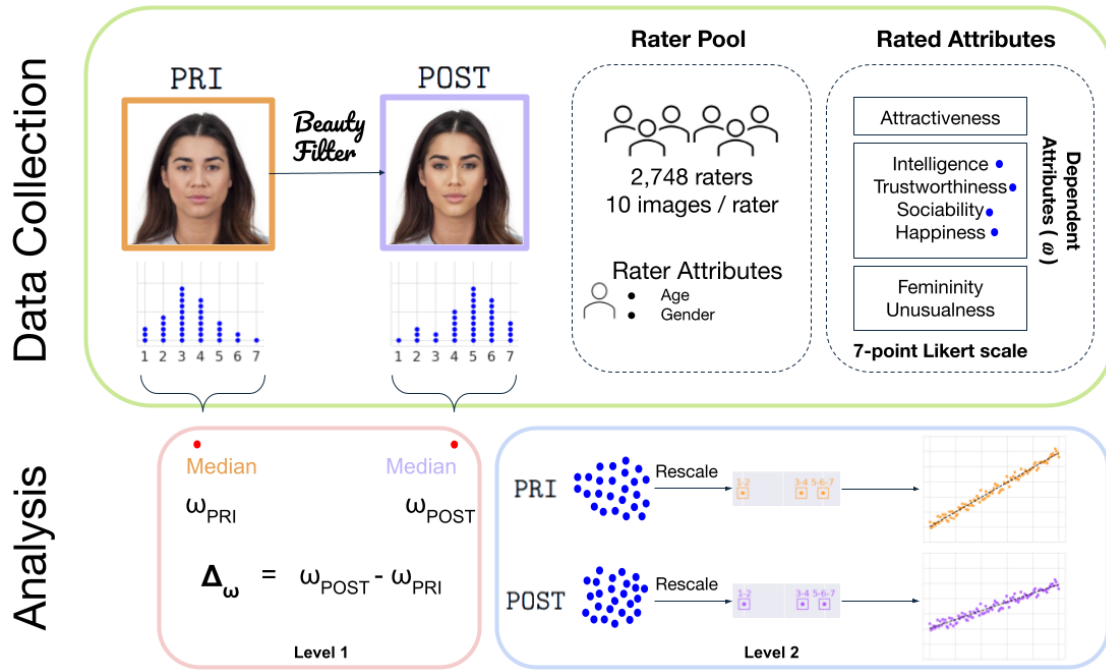 Data Collection
PRI
POST
Beauty
Filter
1 2 3 4 5 6 7
1 2 3 4 5 6 7
Rater Pool
2,748 raters
10 images / rater
Rater Attributes
Age
Gender
Rated Attributes
Attractiveness
Intelligence
Trustworthiness
Sociability
Happiness
Femininity
Unusualness
7-point Likert scale
Dependent
Attributes ( ω )
Analysis
Median
Median
ωPRI
ωPOST
Δω = ωPOST - ωPRI
Level 1
PRI
Rescale
1-2 3-4 5-6-7
POST
Rescale
1-2 3-4 5-6-7
Level 2